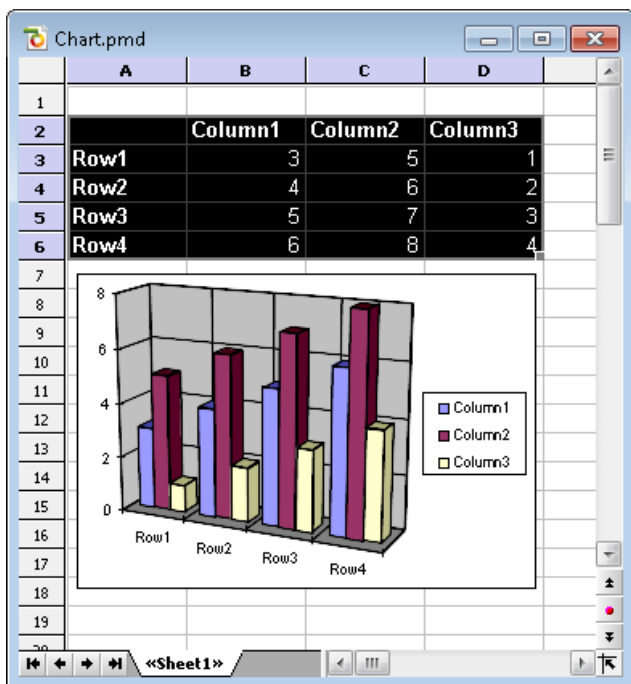 Chart.pmd
A B C D
1
2 Column1 Column2 Column3
3 Row1 3 5 1
4 Row2 4 6 2
5 Row3 5 7 3
6 Row4 6 8 4
7
8
9
10
11
12
13
14
15
16
17
18
19
8
6
4
2
0
Row1 Row2 Row3 Row4
Column1
Column2
Column3
«Sheet1»